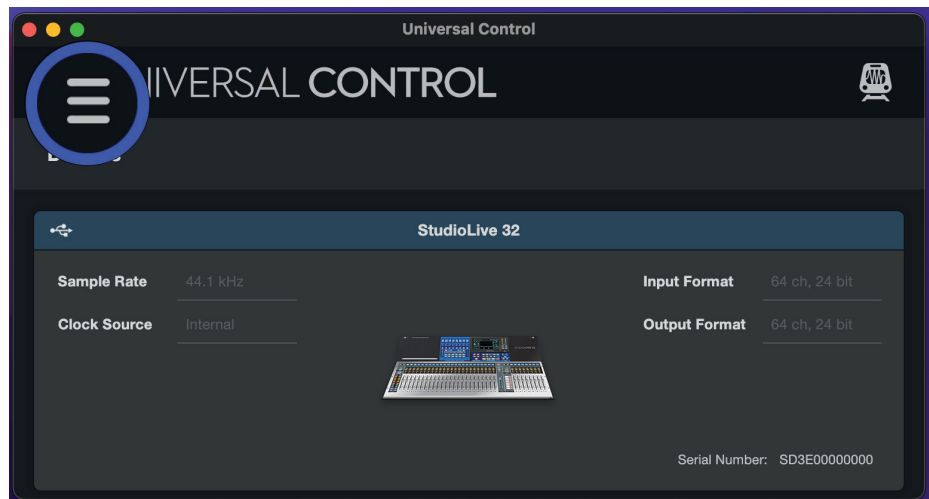 Universal Control
IVERSAL CONTROL
StudioLive 32
Sample Rate 44.1 kHz Input Format 64 ch, 24 bit
Clock Source Internal Output Format 64 ch, 24 bit
Serial Number: SD3E00000000